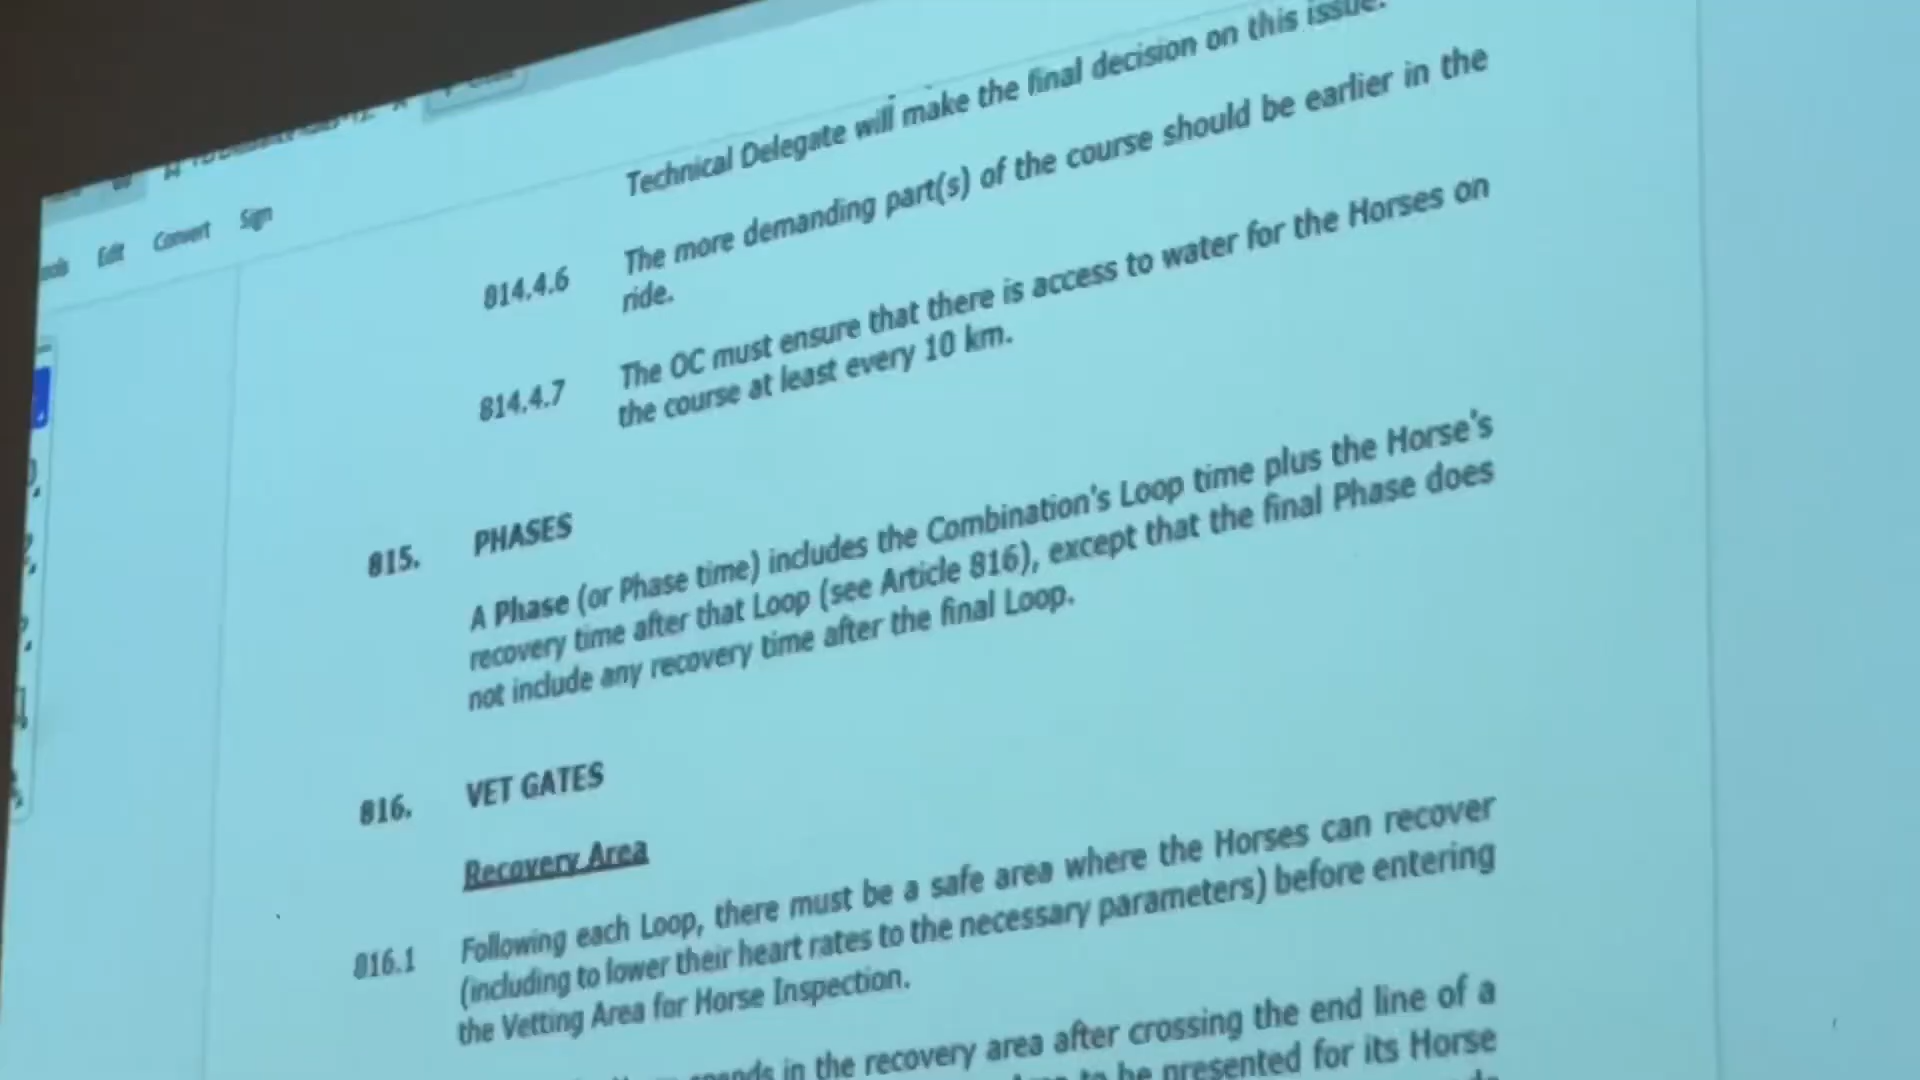 Edit Convert Sign
Technical Delegate will make the final decision on this issue.
814.4.6 The more demanding part(s) of the course should be earlier in the
ride.
814.4.7 The OC must ensure that there is access to water for the Horses on
the course at least every 10 km.
815. PHASES
A Phase (or Phase time) includes the Combination's Loop time plus the Horse's
recovery time after that Loop (see Article 816), except that the final Phase does
not include any recovery time after the final Loop.
816. VET GATES
Recovery Area
816.1 Following each Loop, there must be a safe area where the Horses can recover
(including to lower their heart rates to the necessary parameters) before entering
the Vetting Area for Horse Inspection.
in the recovery area after crossing the end line of a
to be presented for its Horse